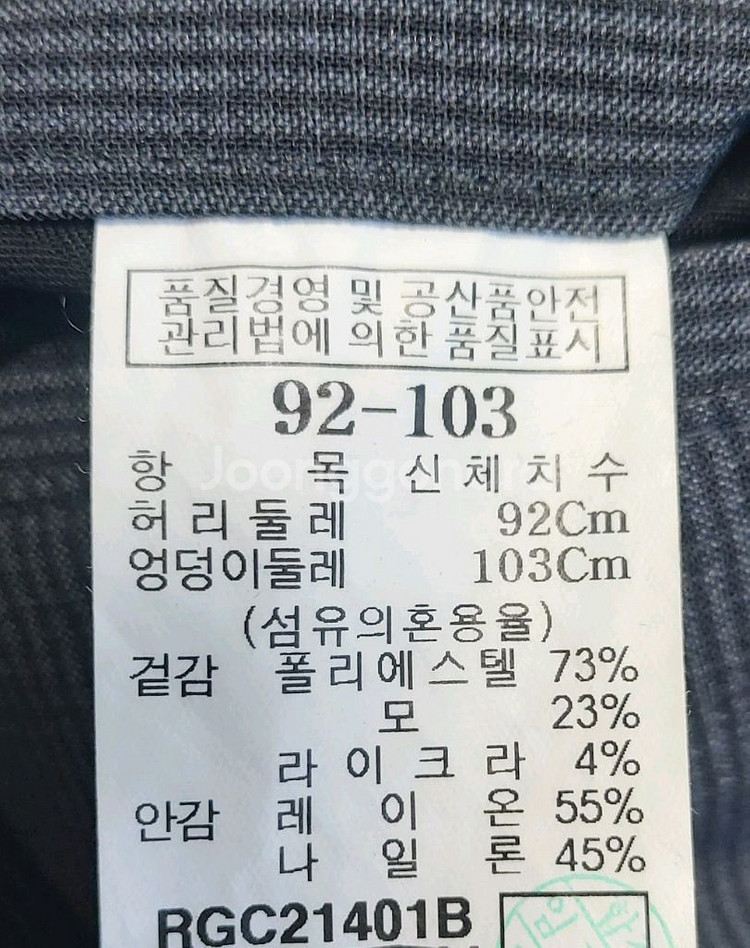 품질경영 및 공산품안전
관리법에 의한 품질표시
92-103
항 목 신체치수
허리둘레 92Cm
엉덩이둘레 103Cm
(섬유의혼용율)
겉감 폴리에스텔 73%
모 23%
라이크라 4%
안감 레이온 55%
나일론 45%
RGC21401B